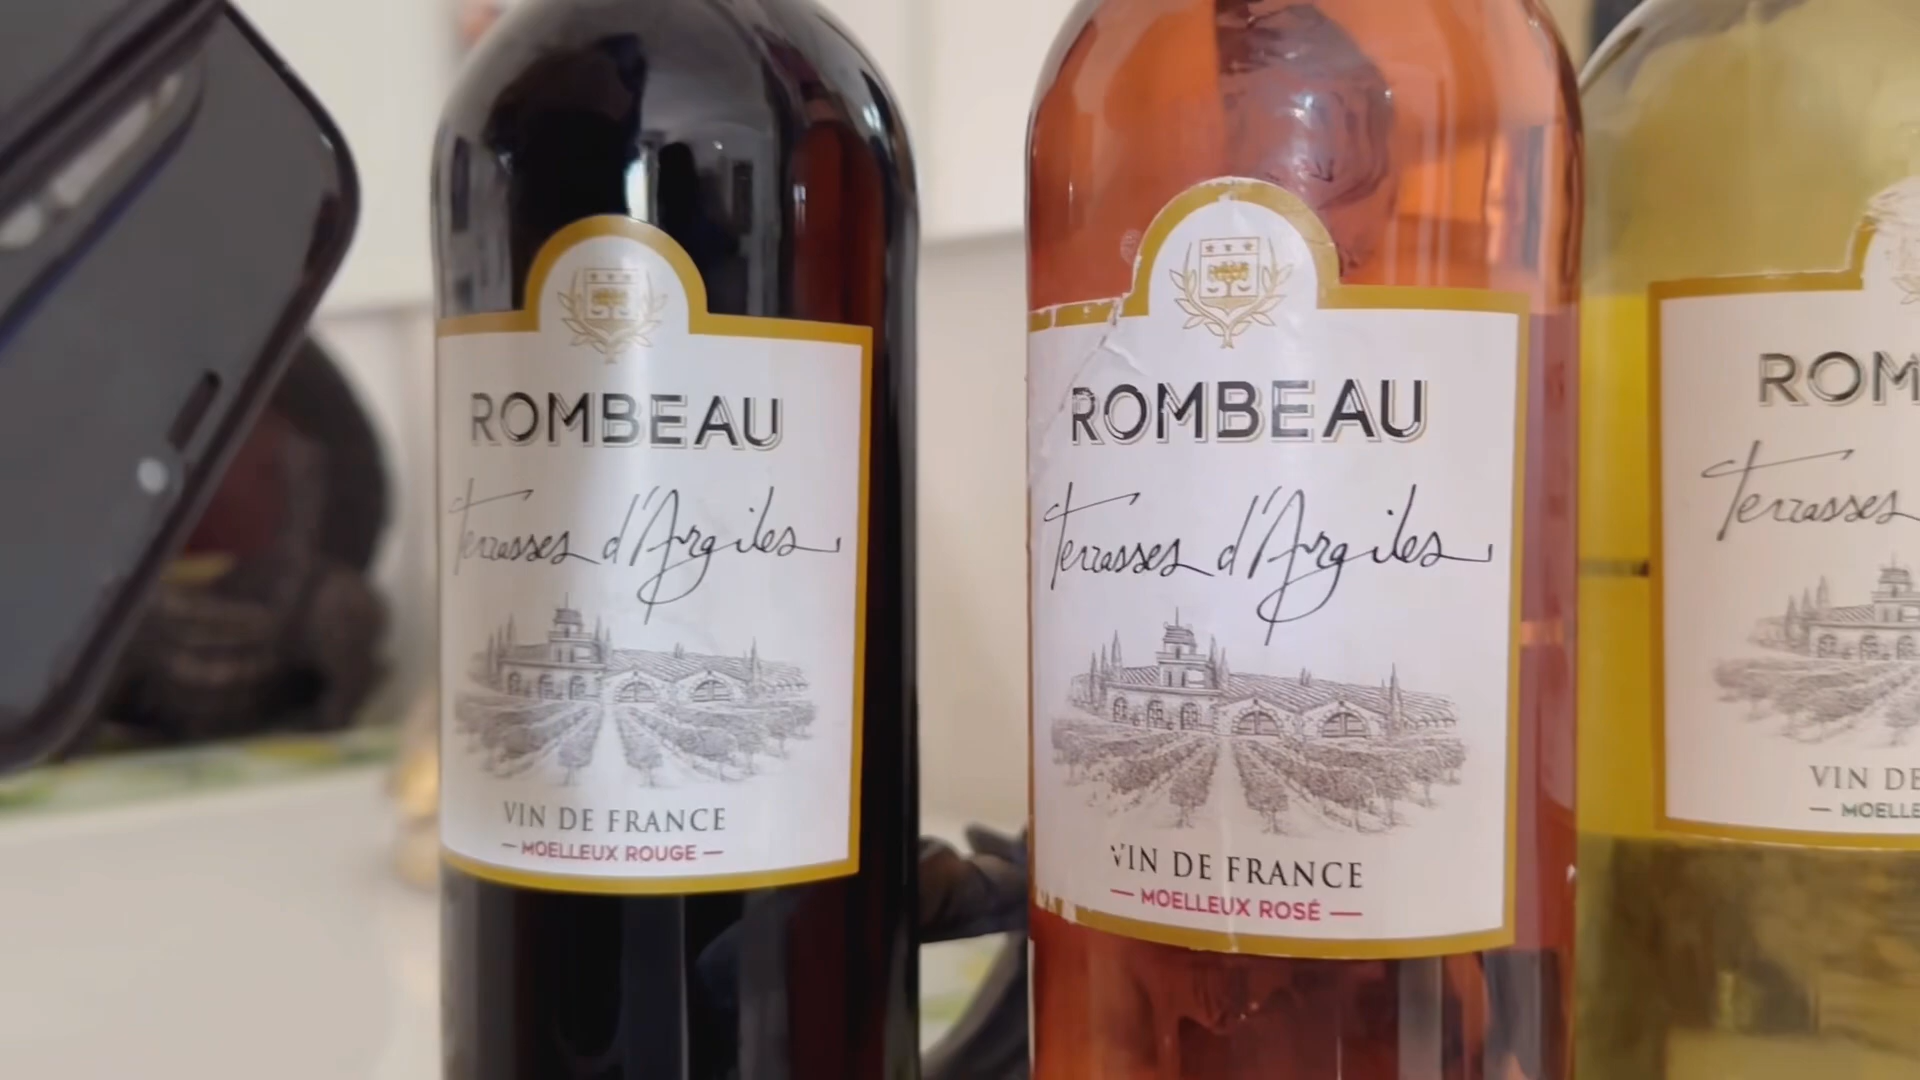 ROMBEAU
Terrasses d'Argiles
VIN DE FRANCE
— MOELLEUX ROUGE —
ROMBEAU
Terrasses d'Argiles
VIN DE FRANCE
— MOELLEUX ROSÉ —
ROM
Terrasses
VIN DE
— MOELLE